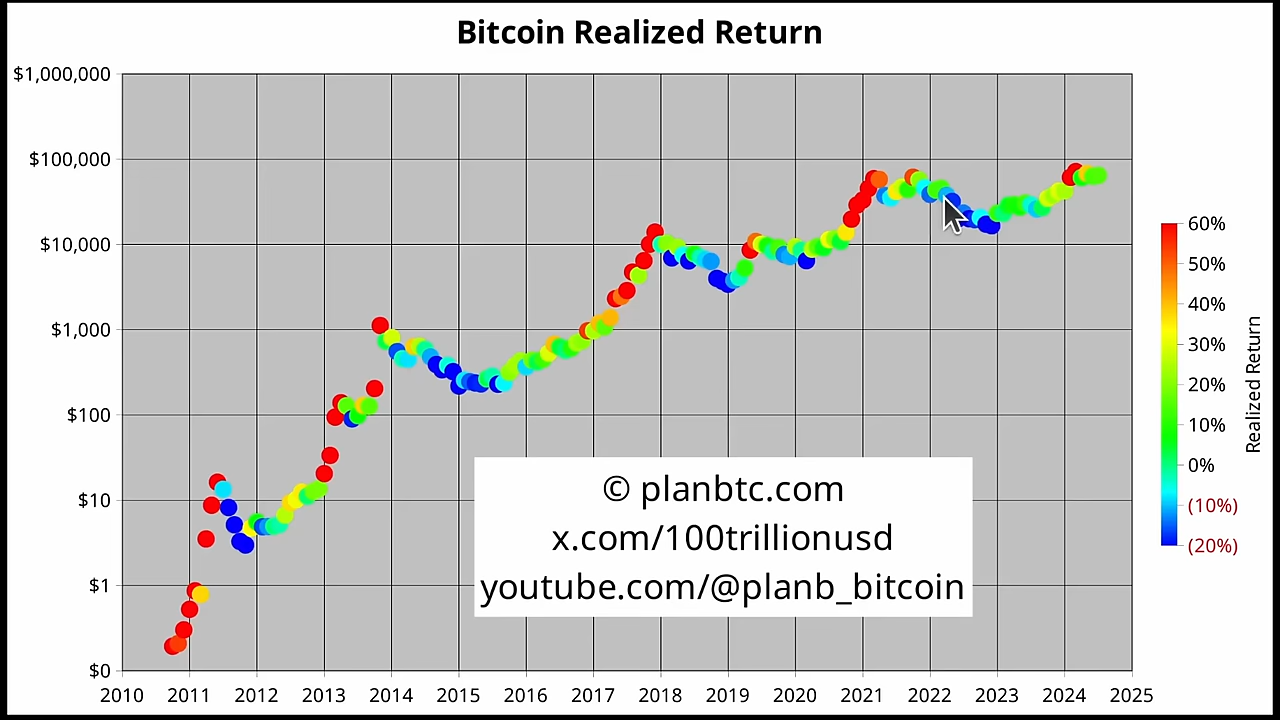 Bitcoin Realized Return
$1,000,000
$100,000
$10,000
$1,000
$100
$10
$1
$0
2010 2011 2012 2013 2014 2015 2016 2017 2018 2019 2020 2021 2022 2023 2024 2025
© planbtc.com
x.com/100trillionusd
youtube.com/@planb_bitcoin
60%
50%
40%
30%
20%
10%
0%
(10%)
(20%)
Realized Return